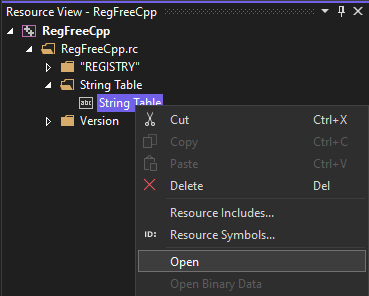 Resource View - RegFreeCpp
RegFreeCpp
RegFreeCpp.rc
"REGISTRY"
String Table
abc String Table
Version
Cut Ctrl+X
Copy Ctrl+C
Paste Ctrl+V
Delete Del
Resource Includes...
ID: Resource Symbols...
Open
Open Binary Data